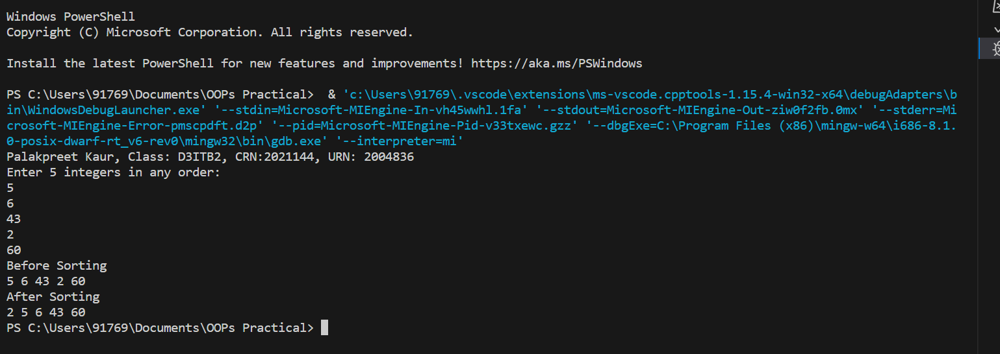 Windows PowerShell
Copyright (C) Microsoft Corporation. All rights reserved.
Install the latest PowerShell for new features and improvements! https://aka.ms/PSWindows
PS C:\Users\91769\Documents\OOPs Practical>  & 'c:\Users\91769\.vscode\extensions\ms-vscode.cpptools-1.15.4-win32-x64\debugAdapters\b
in\WindowsDebugLauncher.exe' '--stdin=Microsoft-MIEngine-In-vh45wwhl.1fa' '--stdout=Microsoft-MIEngine-Out-ziw0f2fb.0mx' '--stderr=Mi
crosoft-MIEngine-Error-pmscpdft.d2p' '--pid=Microsoft-MIEngine-Pid-v33txewc.gzz' '--dbgExe=C:\Program Files (x86)\mingw-w64\i686-8.1.
0-posix-dwarf-rt_v6-rev0\mingw32\bin\gdb.exe' '--interpreter=mi'
Palakpreet Kaur, Class: D3ITB2, CRN:2021144, URN: 2004836
Enter 5 integers in any order:
5
6
43
2
60
Before Sorting
5 6 43 2 60
After Sorting
2 5 6 43 60
PS C:\Users\91769\Documents\OOPs Practical>